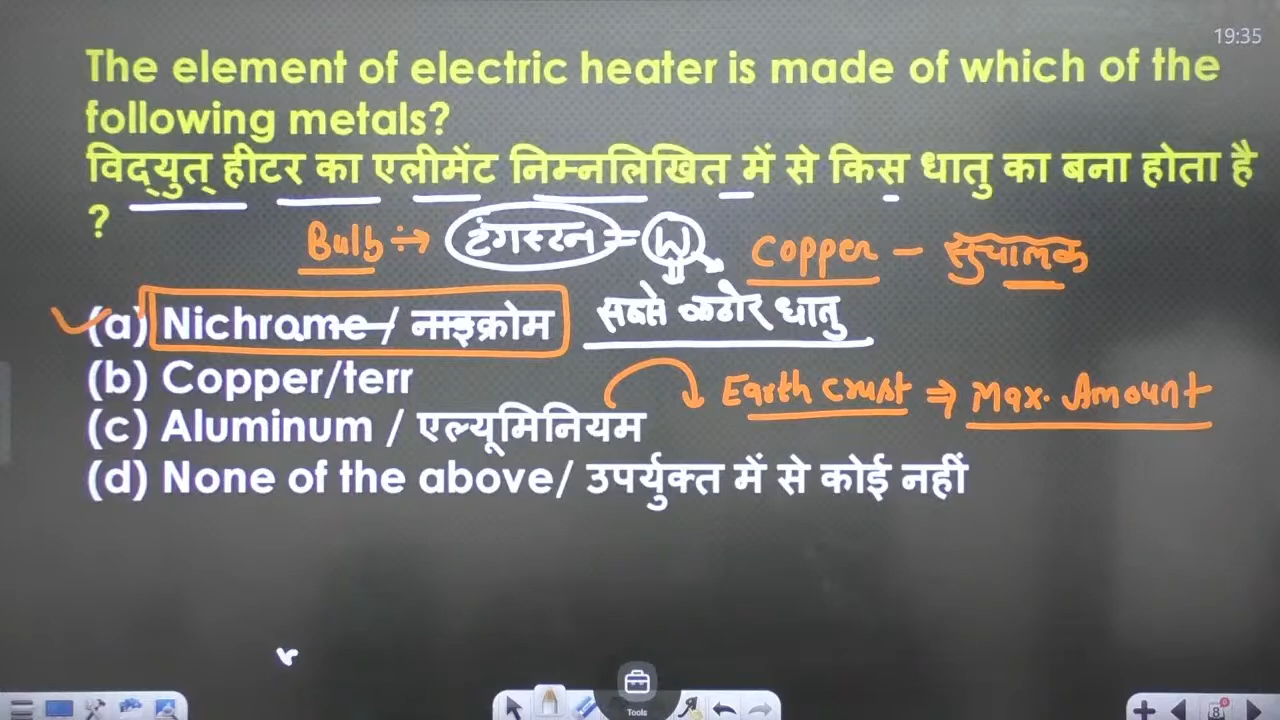 19:35
The element of electric heater is made of which of the
following metals?
विद्युत् हीटर का एलीमेंट निम्नलिखित में से किस धातु का बना होता है
?
Bulb ÷→ टंगस्टन = W Copper – सुचालक
(a) Nichrome / नाइक्रोम सबसे कठोर धातु
(b) Copper/terr
Earth crust ⇒ Max. Amount
(c) Aluminum / एल्यूमिनियम
(d) None of the above/ उपर्युक्त में से कोई नहीं
Tools
8